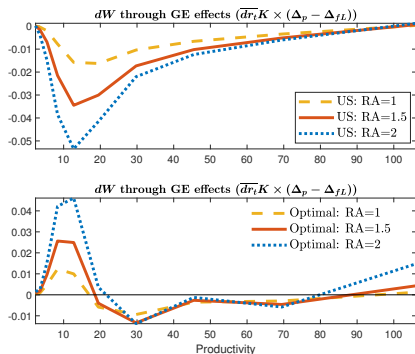 dW through GE effects (\overline{dr_t}K × (Δ_p − Δ_{fL}))
0
-0.01
-0.02
-0.03
-0.04
-0.05
US: RA=1
US: RA=1.5
US: RA=2
10 20 30 40 50 60 70 80 90 100
dW through GE effects (\overline{dr_t}K × (Δ_p − Δ_{fL}))
0.04
0.03
0.02
0.01
0
-0.01
Optimal: RA=1
Optimal: RA=1.5
Optimal: RA=2
10 20 30 40 50 60 70 80 90 100
Productivity